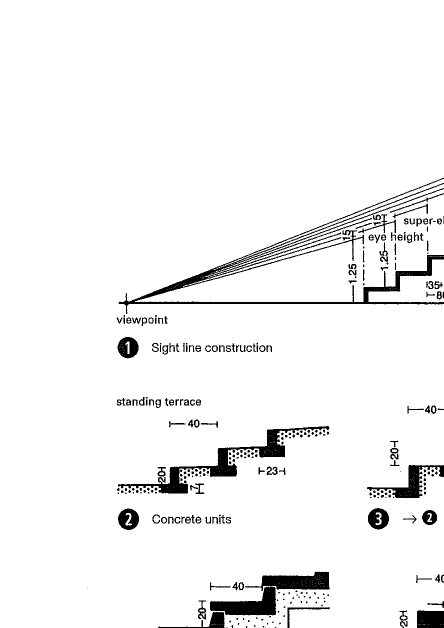 super-el
15
15
eye height
1.25
1.25
35
80
viewpoint
1 Sight line construction
standing terrace
40
40
20
20
23
7
2 Concrete units
3 → 2
40
40
20
20